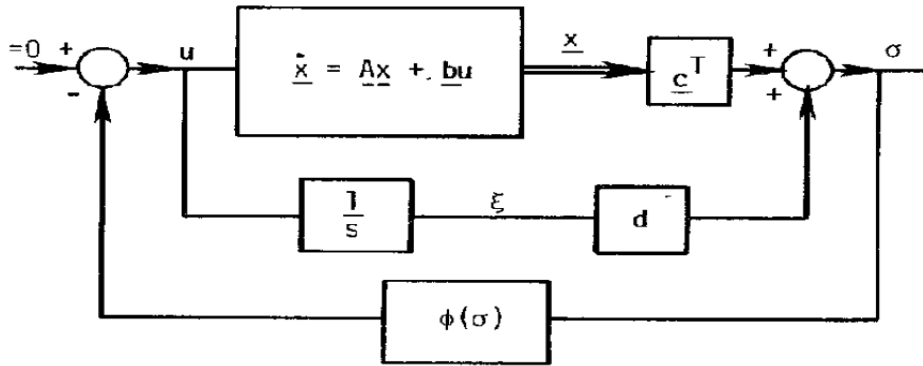 =0 + - u ẋ = Ax + bu x c^T + + σ
1/s ξ d
φ(σ)